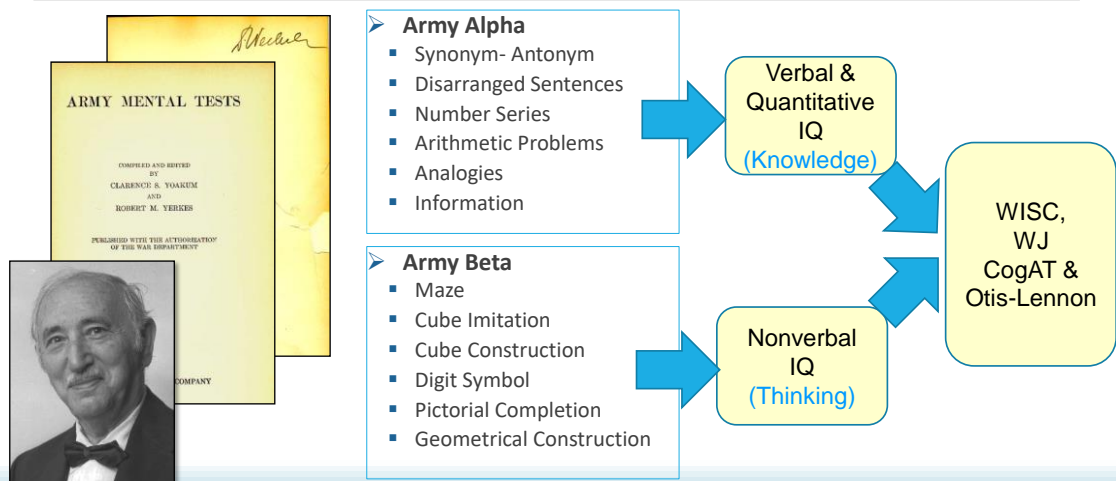 ARMY MENTAL TESTS
COMPILED AND EDITED
BY
CLARENCE S. YOAKUM
AND
ROBERT M. YERKES
PUBLISHED WITH THE AUTHORIZATION
OF THE WAR DEPARTMENT
COMPANY
Army Alpha
Synonym- Antonym
Disarranged Sentences
Number Series
Arithmetic Problems
Analogies
Information
Army Beta
Maze
Cube Imitation
Cube Construction
Digit Symbol
Pictorial Completion
Geometrical Construction
Verbal &
Quantitative
IQ
(Knowledge)
Nonverbal
IQ
(Thinking)
WISC,
WJ
CogAT &
Otis-Lennon